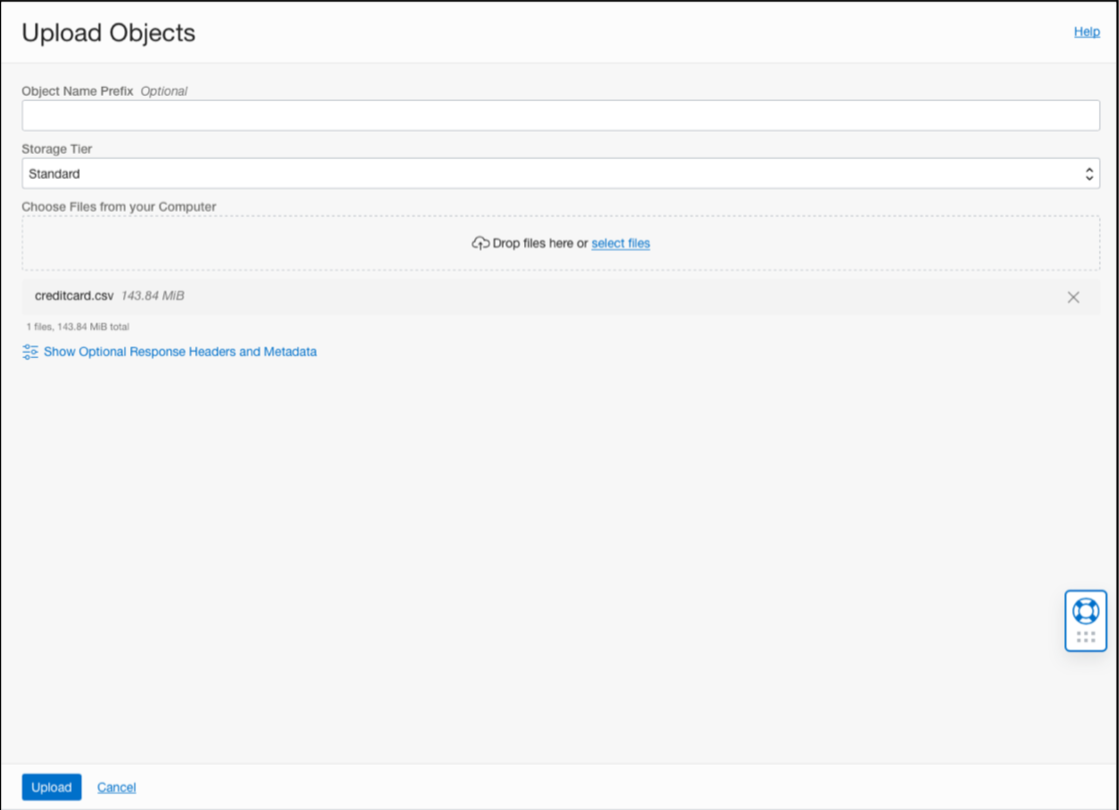 Upload Objects
Help
Object Name Prefix Optional
Storage Tier
Standard
Choose Files from your Computer
Drop files here or select files
creditcard.csv 143.84 MiB
1 files, 143.84 MiB total
Show Optional Response Headers and Metadata
Upload Cancel